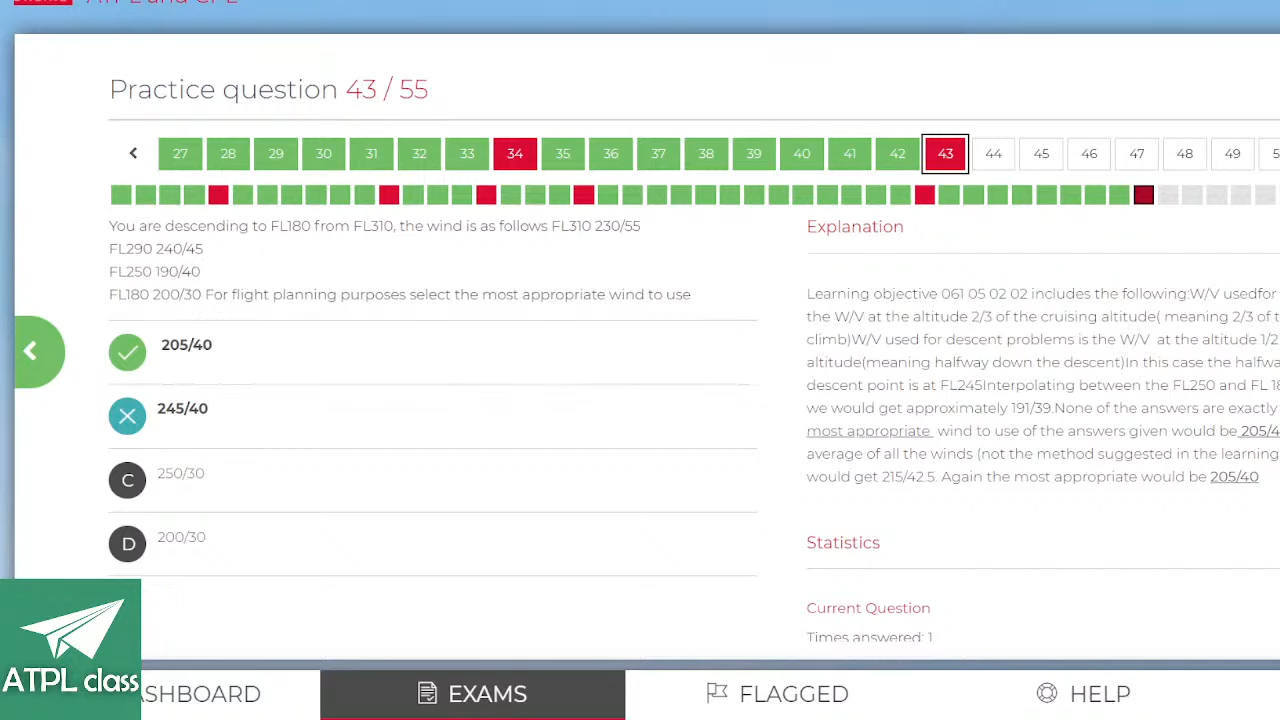 Practice question 43 / 55
27 28 29 30 31 32 33 34 35 36 37 38 39 40 41 42 43 44 45 46 47 48 49
You are descending to FL180 from FL310, the wind is as follows FL310 230/55
FL290 240/45
FL250 190/40
FL180 200/30 For flight planning purposes select the most appropriate wind to use
205/40
245/40
C 250/30
D 200/30
Explanation
Learning objective 061 05 02 02 includes the following:W/V usedfor
the W/V at the altitude 2/3 of the cruising altitude( meaning 2/3 of t
climb)W/V used for descent problems is the W/V at the altitude 1/2
altitude(meaning halfway down the descent)In this case the halfwa
descent point is at FL245Interpolating between the FL250 and FL 18
we would get approximately 191/39.None of the answers are exactly
most appropriate wind to use of the answers given would be 205/4
average of all the winds (not the method suggested in the learning
would get 215/42.5. Again the most appropriate would be 205/40
Statistics
Current Question
Times answered: 1
ATPL class
ASHBOARD
EXAMS
FLAGGED
HELP